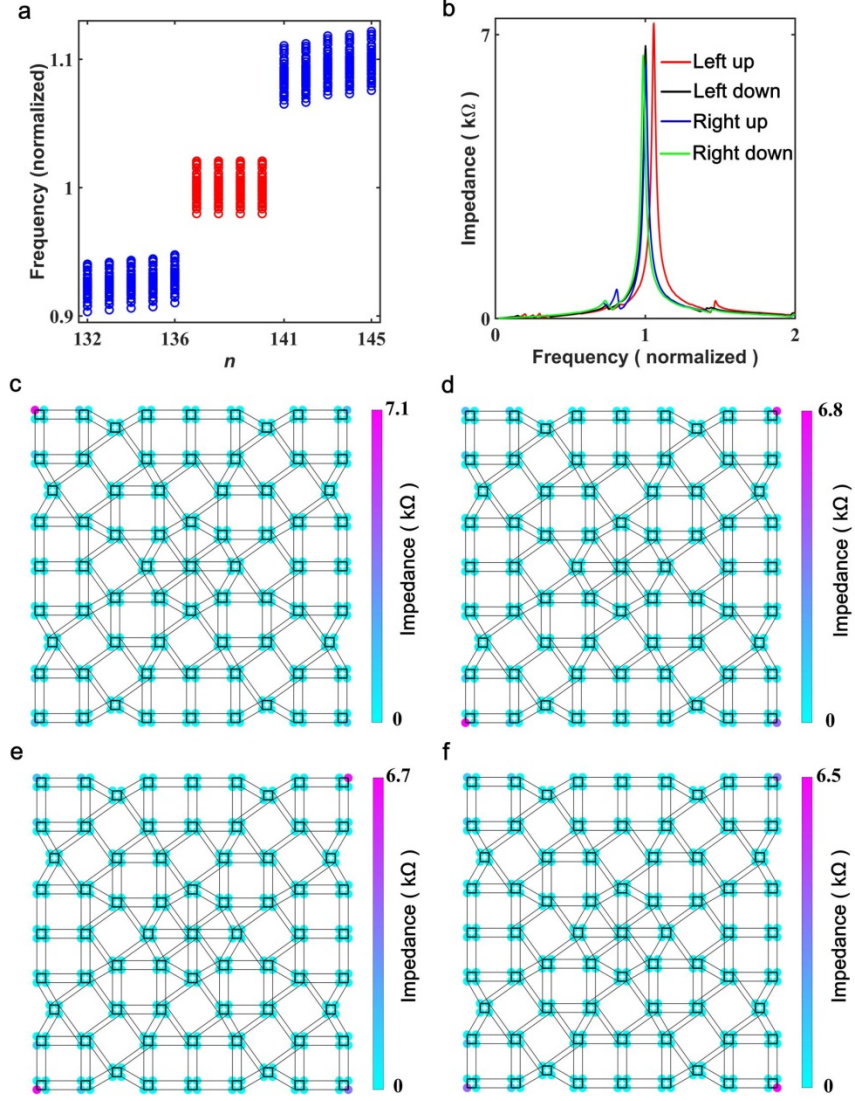 a
1.1
1
0.9
Frequency (normalized)
132
136
141
145
n
b
7
0
Impedance ( kΩ )
Left up
Left down
Right up
Right down
0
1
2
Frequency ( normalized )
c
7.1
0
Impedance ( kΩ )
d
6.8
0
Impedance ( kΩ )
e
6.7
0
Impedance ( kΩ )
f
6.5
0
Impedance ( kΩ )